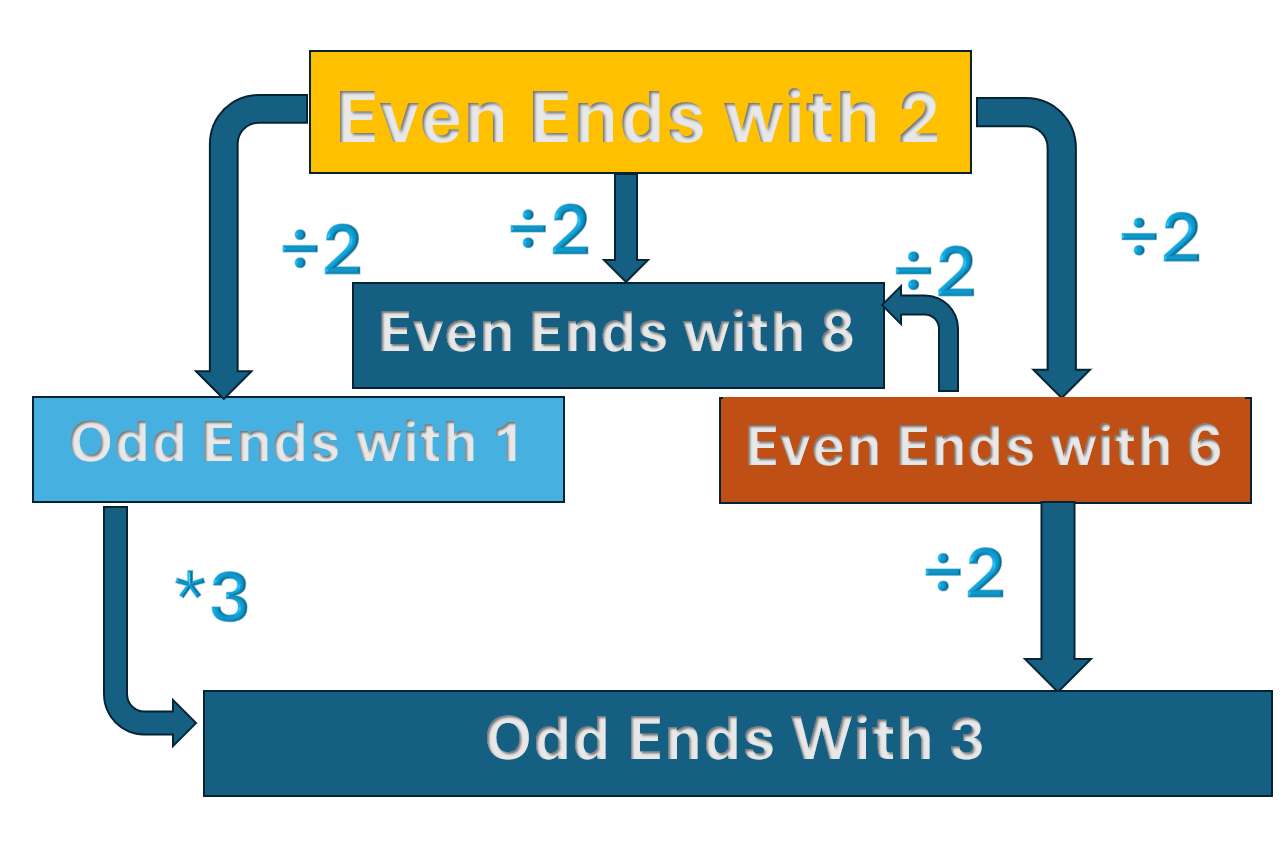 Even Ends with 2
÷2
÷2
÷2
÷2
Even Ends with 8
Odd Ends with 1
Even Ends with 6
÷2
*3
Odd Ends With 3